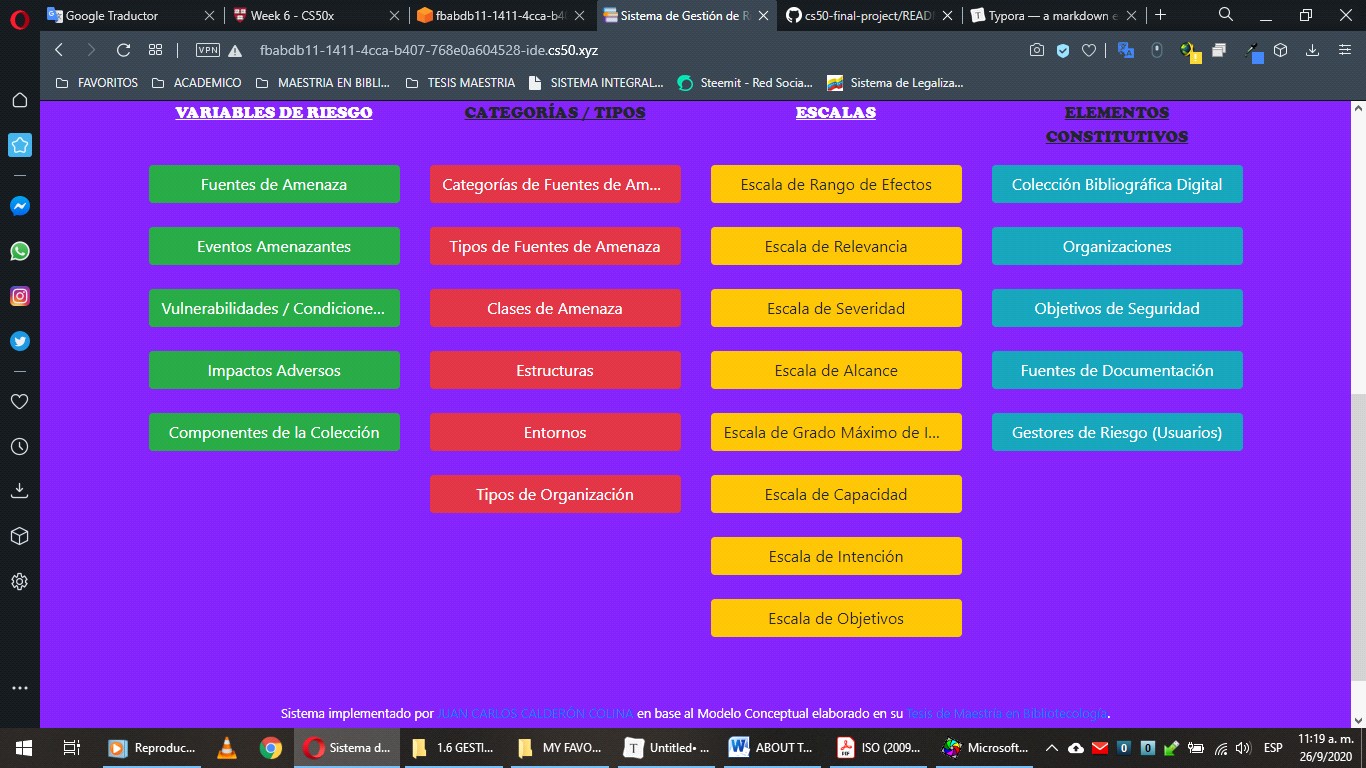 Google Traductor
Week 6 - CS50x
fbabdb11-1411-4cca-b4
Sistema de Gestión de R
cs50-final-project/READ
Typora — a markdown e
VPN
fbabdb11-1411-4cca-b407-768e0a604528-ide.cs50.xyz
FAVORITOS
ACADEMICO
MAESTRIA EN BIBLI...
TESIS MAESTRIA
SISTEMA INTEGRAL...
Steemit - Red Socia...
Sistema de Legaliza...
VARIABLES DE RIESGO
Fuentes de Amenaza
Eventos Amenazantes
Vulnerabilidades / Condicione...
Impactos Adversos
Componentes de la Colección
CATEGORÍAS / TIPOS
Categorías de Fuentes de Am...
Tipos de Fuentes de Amenaza
Clases de Amenaza
Estructuras
Entornos
Tipos de Organización
ESCALAS
Escala de Rango de Efectos
Escala de Relevancia
Escala de Severidad
Escala de Alcance
Escala de Grado Máximo de I...
Escala de Capacidad
Escala de Intención
Escala de Objetivos
ELEMENTOS
CONSTITUTIVOS
Colección Bibliográfica Digital
Organizaciones
Objetivos de Seguridad
Fuentes de Documentación
Gestores de Riesgo (Usuarios)
Sistema implementado por JUAN CARLOS CALDERÓN COLINA en base al Modelo Conceptual elaborado en su Tesis de Maestría en Bibliotecología.
Reproduc...
Sistema d...
1.6 GESTI...
MY FAVO...
Untitled• ...
ABOUT T...
ISO (2009...
Microsoft...
0
0
ESP
11:19 a. m.
26/9/2020